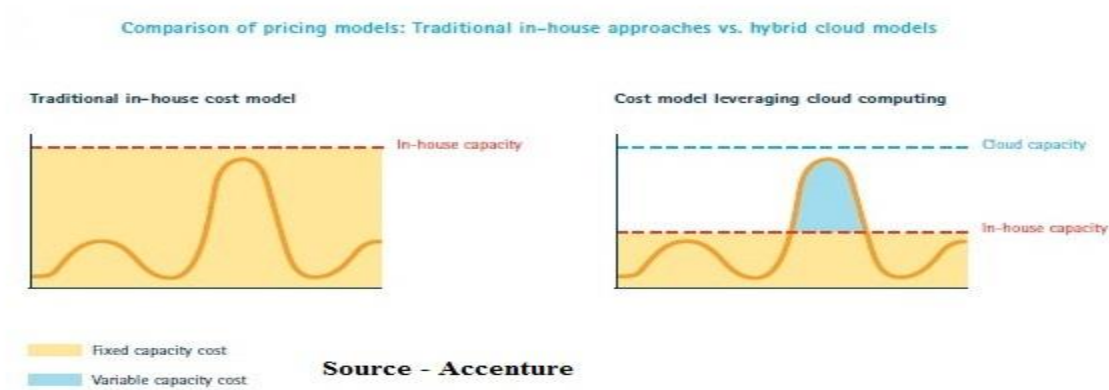 Comparison of pricing models: Traditional in-house approaches vs. hybrid cloud models
Traditional in-house cost model
In-house capacity
Cost model leveraging cloud computing
Cloud capacity
In-house capacity
Fixed capacity cost
Variable capacity cost
Source - Accenture